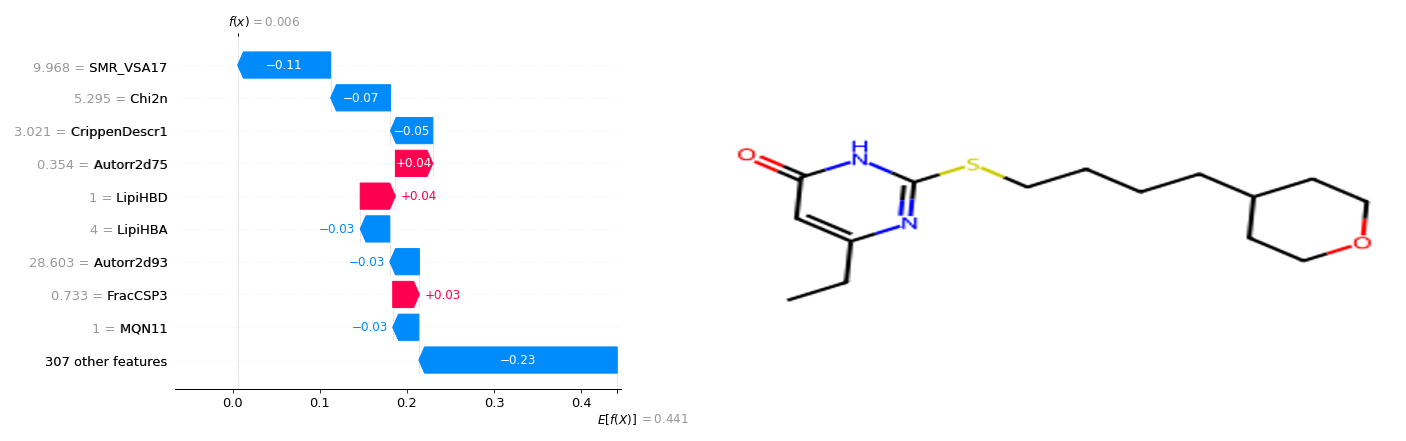 f(x) = 0.006
9.968 = SMR_VSA17
−0.11
5.295 = Chi2n
−0.07
3.021 = CrippenDescr1
−0.05
0.354 = Autorr2d75
+0.04
1 = LipiHBD
+0.04
4 = LipiHBA
−0.03
28.603 = Autorr2d93
−0.03
0.733 = FracCSP3
+0.03
1 = MQN11
−0.03
307 other features
−0.23
0.0 0.1 0.2 0.3 0.4
E[f(X)] = 0.441
H
O N S
N
O